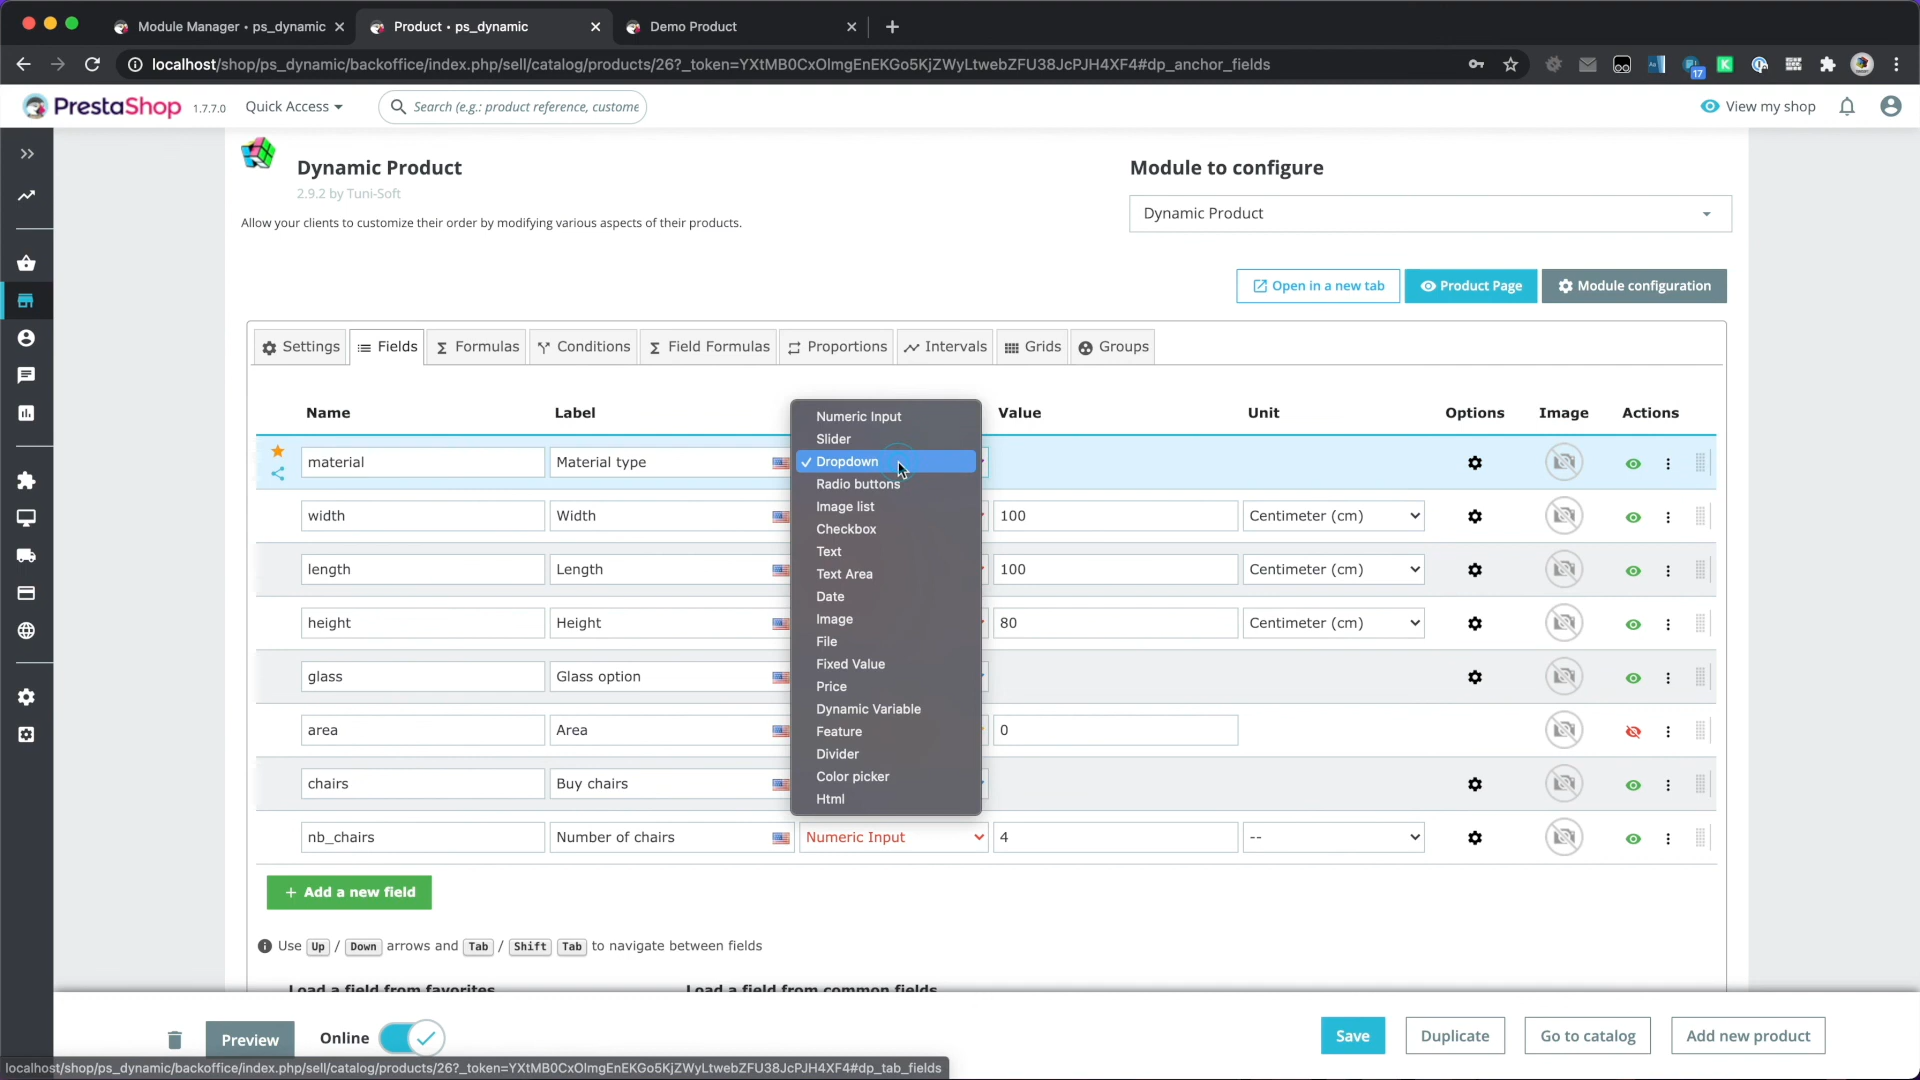 Module Manager • ps_dynamic
Product • ps_dynamic
Demo Product
localhost/shop/ps_dynamic/backoffice/index.php/sell/catalog/products/26?_token=YXtMB0CxOlmgEnEKGo5KjZWyLtwebZFU38JcPJH4XF4#dp_anchor_fields
17
PrestaShop 1.7.7.0
Quick Access
Search (e.g.: product reference, custome
View my shop
Dynamic Product
2.9.2 by Tuni-Soft
Allow your clients to customize their order by modifying various aspects of their products.
Module to configure
Dynamic Product
Open in a new tab
Product Page
Module configuration
Settings
Fields
Formulas
Conditions
Field Formulas
Proportions
Intervals
Grids
Groups
Name
Label
Value
Unit
Options
Image
Actions
material
Material type
width
Width
100
Centimeter (cm)
length
Length
100
Centimeter (cm)
height
Height
80
Centimeter (cm)
glass
Glass option
area
Area
0
chairs
Buy chairs
nb_chairs
Number of chairs
Numeric Input
4
--
Numeric Input
Slider
Dropdown
Radio buttons
Image list
Checkbox
Text
Text Area
Date
Image
File
Fixed Value
Price
Dynamic Variable
Feature
Divider
Color picker
Html
+ Add a new field
Use Up / Down arrows and Tab / Shift Tab to navigate between fields
Load a field from favorites
Load a field from common fields
Preview
Online
Save
Duplicate
Go to catalog
Add new product
localhost/shop/ps_dynamic/backoffice/index.php/sell/catalog/products/26?_token=YXtMB0CxOlmgEnEKGo5KjZWyLtwebZFU38JcPJH4XF4#dp_tab_fields